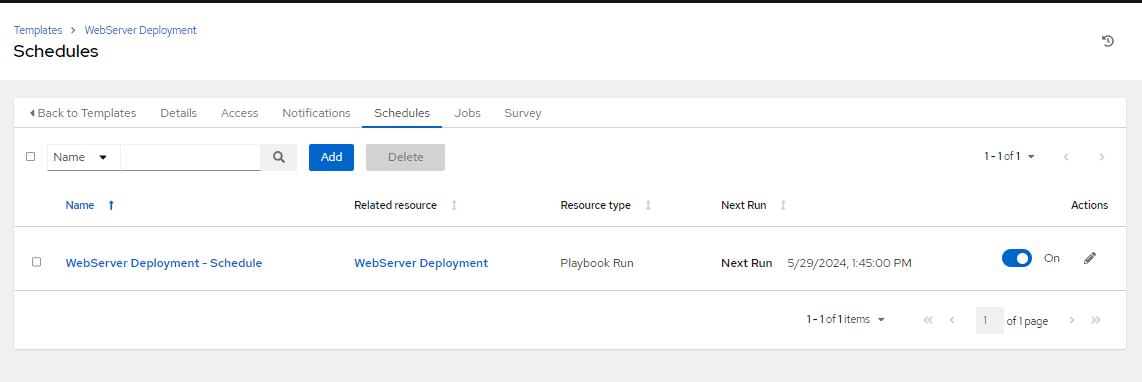 Templates > WebServer Deployment
Schedules
Back to Templates Details Access Notifications Schedules Jobs Survey
Name Add Delete 1 - 1 of 1
Name Related resource Resource type Next Run Actions
WebServer Deployment - Schedule WebServer Deployment Playbook Run Next Run 5/29/2024, 1:45:00 PM On
1 - 1 of 1 items 1 of 1 page